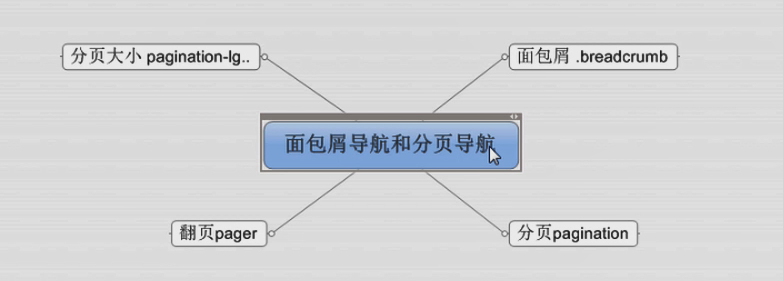 分页大小 pagination-lg..
面包屑 .breadcrumb
面包屑导航和分页导航
翻页pager
分页pagination